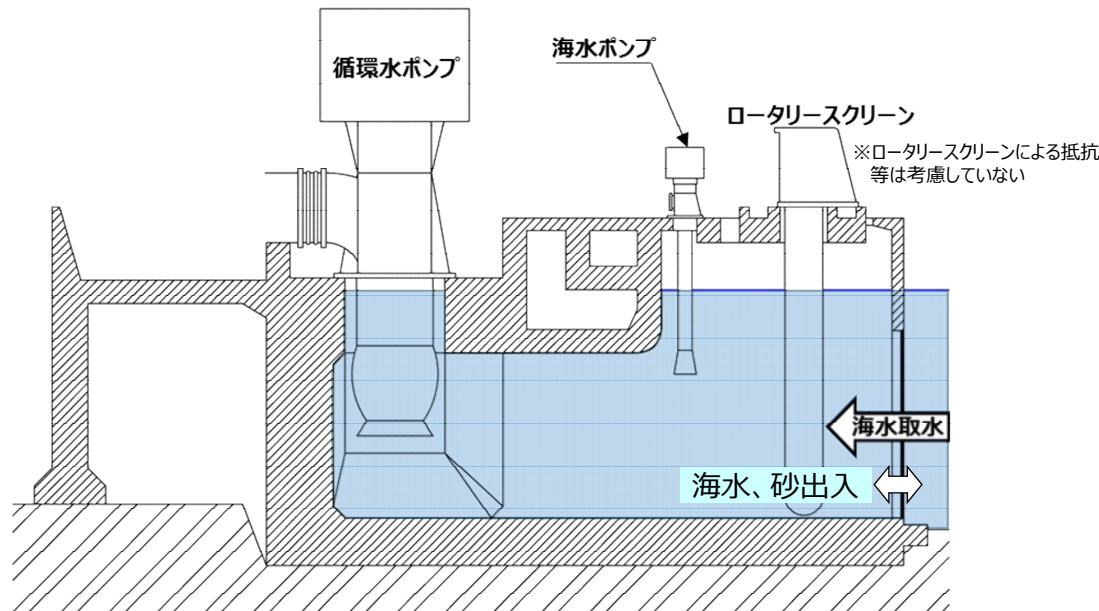 循環水ポンプ
海水ポンプ
ロータリースクリーン
※ロータリースクリーンによる抵抗
等は考慮していない
海水取水
海水、砂出入